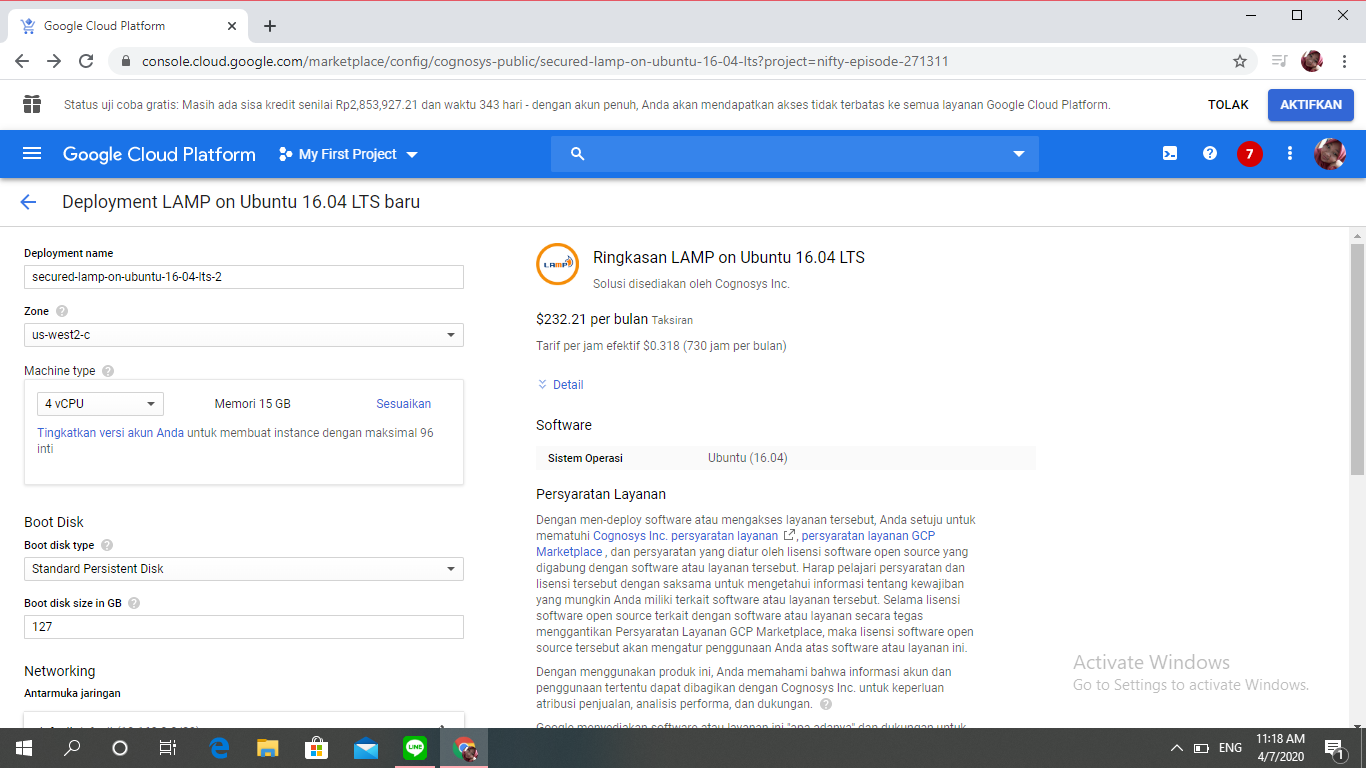 Google Cloud Platform
console.cloud.google.com/marketplace/config/cognosys-public/secured-lamp-on-ubuntu-16-04-lts?project=nifty-episode-271311
Status uji coba gratis: Masih ada sisa kredit senilai Rp2,853,927.21 dan waktu 343 hari - dengan akun penuh, Anda akan mendapatkan akses tidak terbatas ke semua layanan Google Cloud Platform.
TOLAK
AKTIFKAN
Google Cloud Platform
My First Project
7
Deployment LAMP on Ubuntu 16.04 LTS baru
Deployment name
secured-lamp-on-ubuntu-16-04-lts-2
Zone
us-west2-c
Machine type
4 vCPU
Memori 15 GB
Sesuaikan
Tingkatkan versi akun Anda untuk membuat instance dengan maksimal 96
inti
Boot Disk
Boot disk type
Standard Persistent Disk
Boot disk size in GB
127
Networking
Antarmuka jaringan
LAMP
Ringkasan LAMP on Ubuntu 16.04 LTS
Solusi disediakan oleh Cognosys Inc.
$232.21 per bulan Taksiran
Tarif per jam efektif $0.318 (730 jam per bulan)
Detail
Software
Sistem Operasi
Ubuntu (16.04)
Persyaratan Layanan
Dengan men-deploy software atau mengakses layanan tersebut, Anda setuju untuk
mematuhi Cognosys Inc. persyaratan layanan , persyaratan layanan GCP
Marketplace , dan persyaratan yang diatur oleh lisensi software open source yang
digabung dengan software atau layanan tersebut. Harap pelajari persyaratan dan
lisensi tersebut dengan saksama untuk mengetahui informasi tentang kewajiban
yang mungkin Anda miliki terkait software atau layanan tersebut. Selama lisensi
software open source terkait dengan software atau layanan secara tegas
menggantikan Persyaratan Layanan GCP Marketplace, maka lisensi software open
source tersebut akan mengatur penggunaan Anda atas software atau layanan ini.
Dengan menggunakan produk ini, Anda memahami bahwa informasi akun dan
penggunaan tertentu dapat dibagikan dengan Cognosys Inc. untuk keperluan
atribusi penjualan, analisis performa, dan dukungan.
Google menyediakan software atau layanan ini "apa adanya" dan dukungan untuk
Activate Windows
Go to Settings to activate Windows.
LINE
ENG
11:18 AM
4/7/2020
1